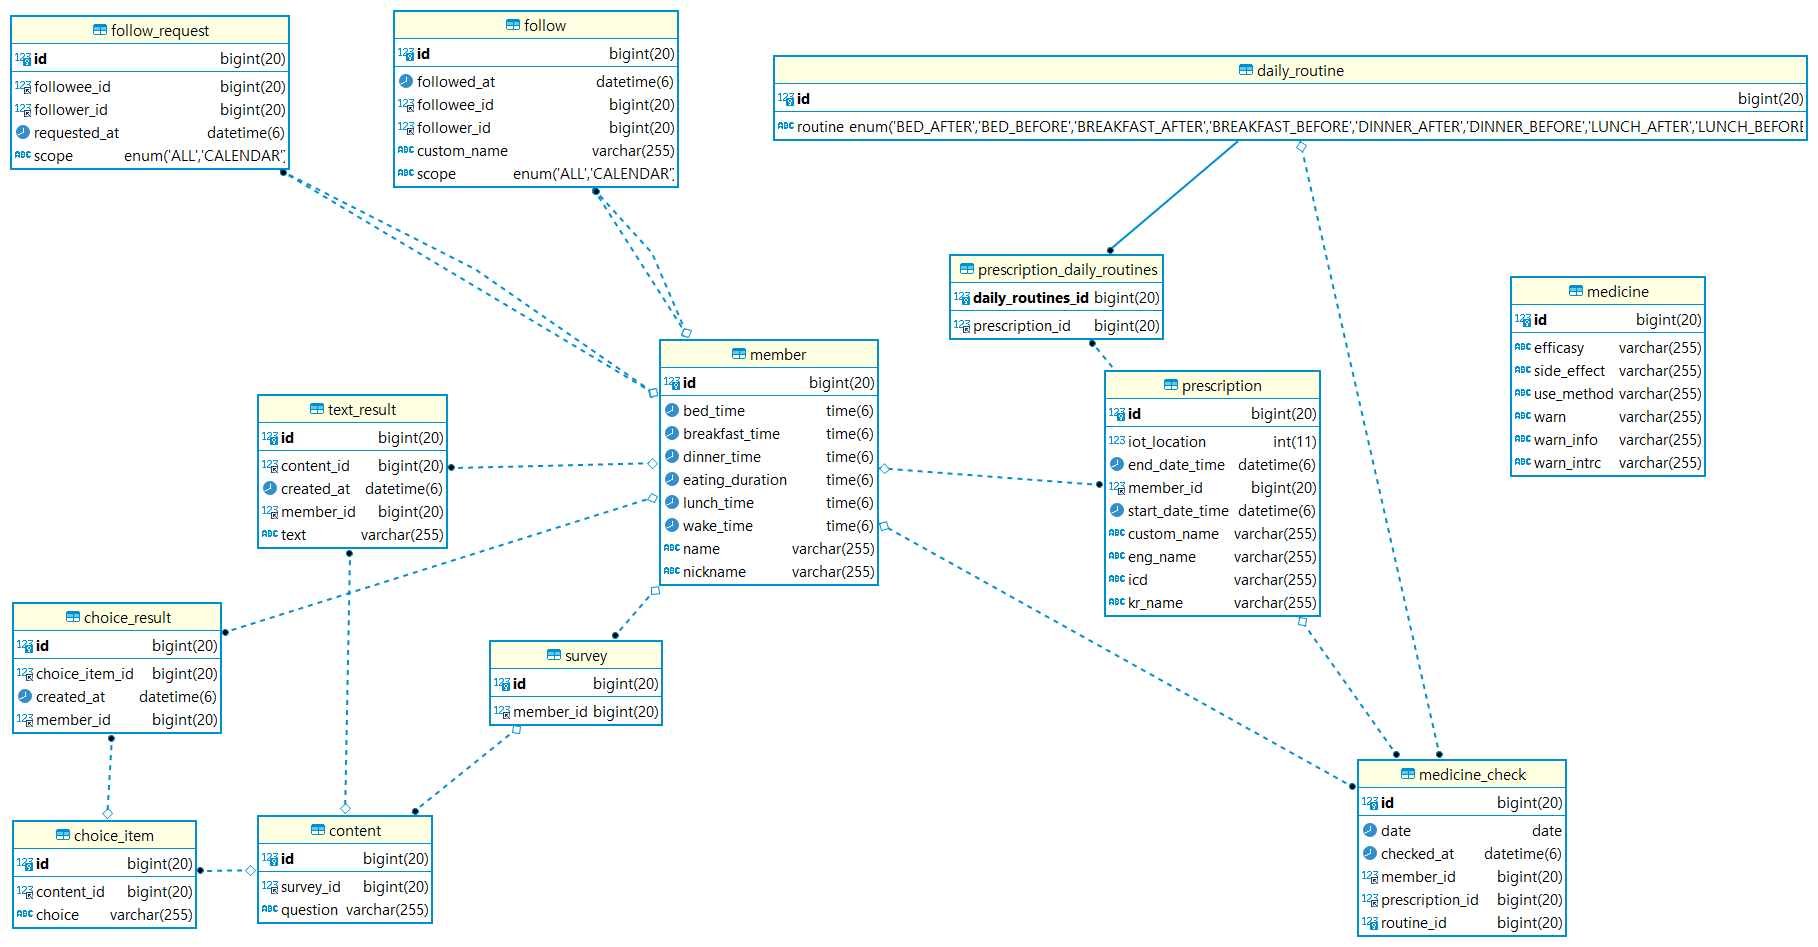 follow_request
id bigint(20)
followee_id bigint(20)
follower_id bigint(20)
requested_at datetime(6)
scope enum('ALL','CALENDAR'
follow
id bigint(20)
followed_at datetime(6)
followee_id bigint(20)
follower_id bigint(20)
custom_name varchar(255)
scope enum('ALL','CALENDAR'
daily_routine
id bigint(20)
routine enum('BED_AFTER','BED_BEFORE','BREAKFAST_AFTER','BREAKFAST_BEFORE','DINNER_AFTER','DINNER_BEFORE','LUNCH_AFTER','LUNCH_BEFORE
prescription_daily_routines
daily_routines_id bigint(20)
prescription_id bigint(20)
medicine
id bigint(20)
efficasy varchar(255)
side_effect varchar(255)
use_method varchar(255)
warn varchar(255)
warn_info varchar(255)
warn_intrc varchar(255)
member
id bigint(20)
bed_time time(6)
breakfast_time time(6)
dinner_time time(6)
eating_duration time(6)
lunch_time time(6)
wake_time time(6)
name varchar(255)
nickname varchar(255)
prescription
id bigint(20)
iot_location int(11)
end_date_time datetime(6)
member_id bigint(20)
start_date_time datetime(6)
custom_name varchar(255)
eng_name varchar(255)
icd varchar(255)
kr_name varchar(255)
text_result
id bigint(20)
content_id bigint(20)
created_at datetime(6)
member_id bigint(20)
text varchar(255)
choice_result
id bigint(20)
choice_item_id bigint(20)
created_at datetime(6)
member_id bigint(20)
survey
id bigint(20)
member_id bigint(20)
choice_item
id bigint(20)
content_id bigint(20)
choice varchar(255)
content
id bigint(20)
survey_id bigint(20)
question varchar(255)
medicine_check
id bigint(20)
date date
checked_at datetime(6)
member_id bigint(20)
prescription_id bigint(20)
routine_id bigint(20)